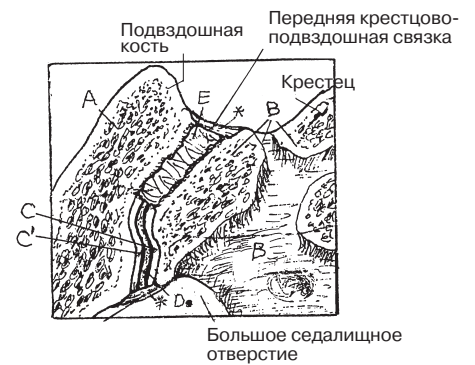 Подвздошная
кость
Передняя крестцово-
подвздошная связка
Крестец
A
E
*
B
C
C'
B
* D
Большое седалищное
отверстие